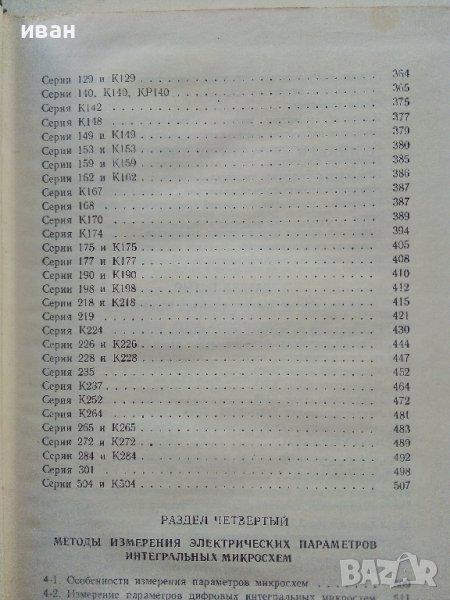 иван
Серии 129 и К129 364
Серии 140, К140, КР140 365
Серия К142 375
Серия К148 377
Серии 149 и К149 379
Серии 153 и К153 380
Серии 159 и К159 385
Серии 162 и К162 386
Серия К167 387
Серия 168 387
Серия К170 389
Серия К174 394
Серии 175 и К175 405
Серии 177 и К177 408
Серии 190 и К190 410
Серии 198 и К198 412
Серии 218 и К218 415
Серия 219 421
Серия К224 430
Серии 226 и К226 444
Серии 228 и К228 447
Серия 235 452
Серия К237 464
Серия К252 472
Серия К264 481
Серии 265 и К265 483
Серии 272 и К272 489
Серии 284 и К284 492
Серия 301 498
Серии 504 и К504 507
РАЗДЕЛ ЧЕТВЕРТЫЙ
МЕТОДЫ ИЗМЕРЕНИЯ ЭЛЕКТРИЧЕСКИХ ПАРАМЕТРОВ
ИНТЕГРАЛЬНЫХ МИКРОСХЕМ
4-1. Особенности измерения параметров микросхем
4-2. Измерение параметров цифровых интегральных микросхем 511
BAZAR